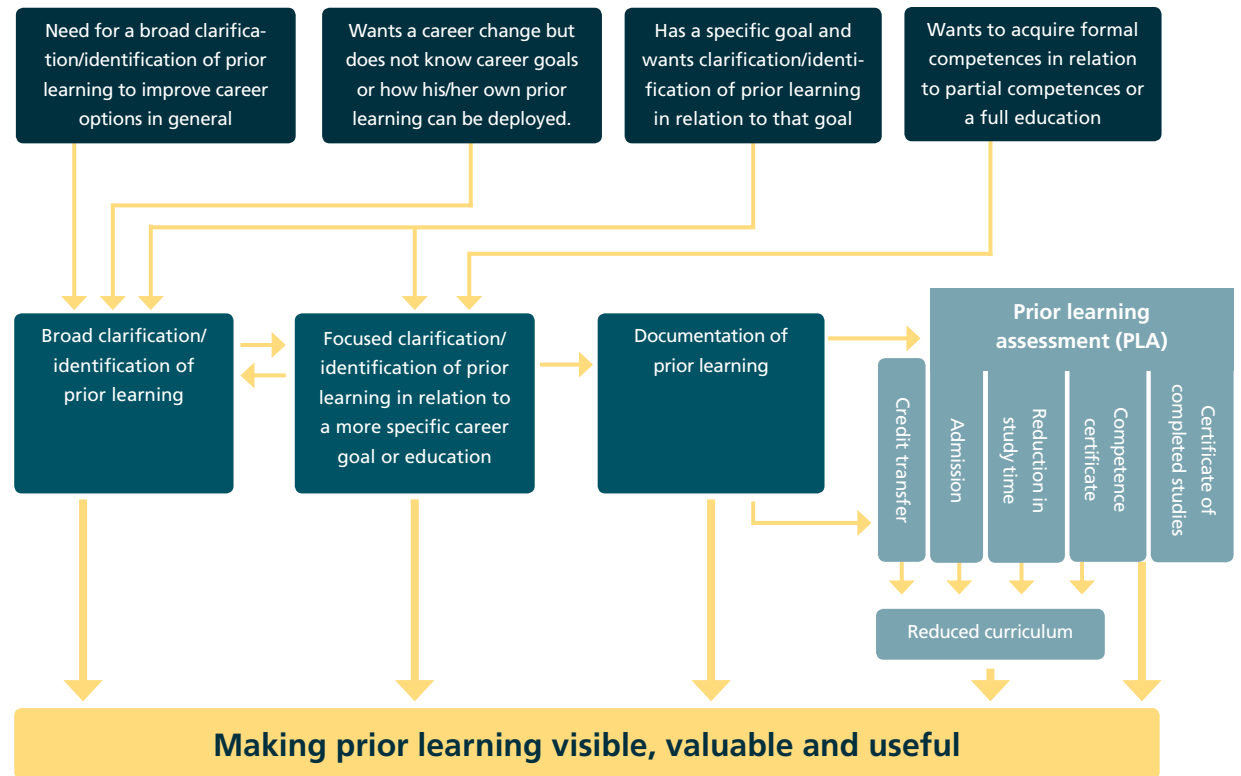 Need for a broad clarifica-
tion/identification of prior
learning to improve career
options in general
Wants a career change but
does not know career goals
or how his/her own prior
learning can be deployed.
Has a specific goal and
wants clarification/identi-
fication of prior learning
in relation to that goal
Wants to acquire formal
competences in relation
to partial competences or
a full education
Broad clarification/
identification of
prior learning
Focused clarification/
identification of prior
learning in relation to
a more specific career
goal or education
Documentation of
prior learning
Prior learning
assessment (PLA)
Credit transfer
Admission
Reduction in
study time
Competence
certificate
Certificate of
completed studies
Reduced curriculum
Making prior learning visible, valuable and useful